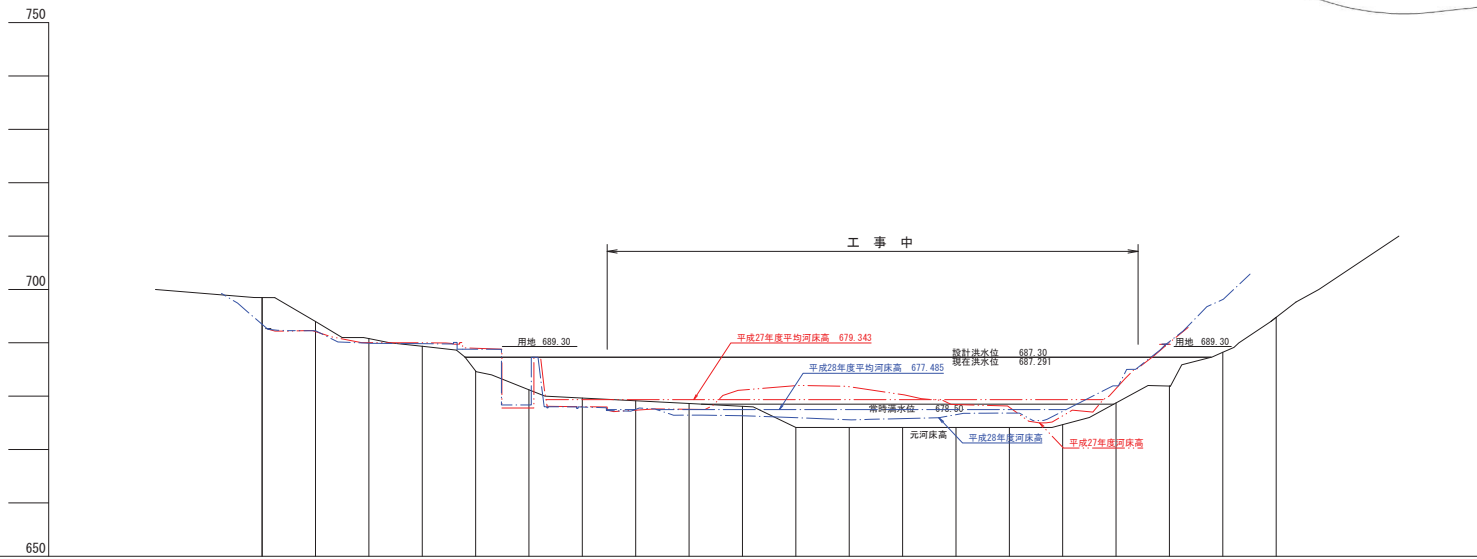 750
工 事 中
700
平成27年度平均河床高 679.343
用地 689.30
用地 689.30
設計洪水位 687.30
現在洪水位 687.291
平成28年度平均河床高 677.485
常時満水位 678.50
元河床高
平成28年度河床高
平成27年度河床高
650